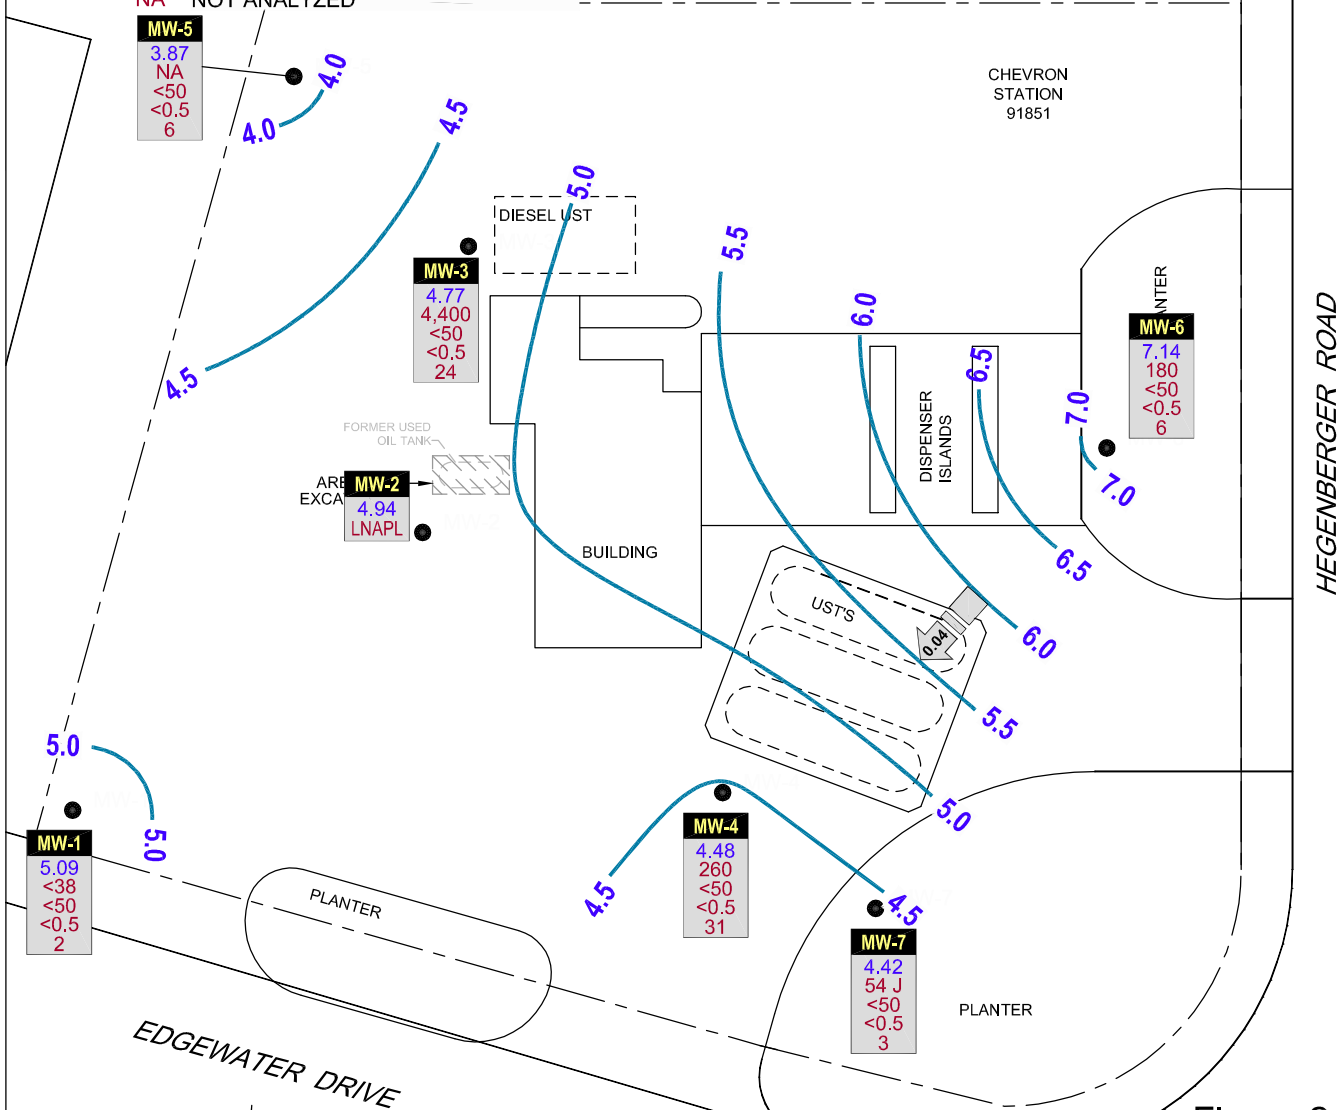 NA NOT ANALYZED
MW-5
3.87
NA
<50
<0.5
6
4.0
4.0
4.5
4.5
CHEVRON
STATION
91851
5.0
DIESEL UST
MW-3
4.77
4,400
<50
<0.5
24
5.5
6.0
6.5
7.0
MW-6
7.14
180
<50
<0.5
6
7.0
DISPENSER
ISLANDS
HEGENBERGER ROAD
FORMER USED
OIL TANK
MW-2
4.94
LNAPL
BUILDING
UST'S
0.04
6.5
6.0
5.5
5.0
5.0
5.0
MW-1
5.09
<38
<50
<0.5
2
PLANTER
4.5
MW-4
4.48
260
<50
<0.5
31
4.5
MW-7
4.42
54 J
<50
<0.5
3
PLANTER
EDGEWATER DRIVE